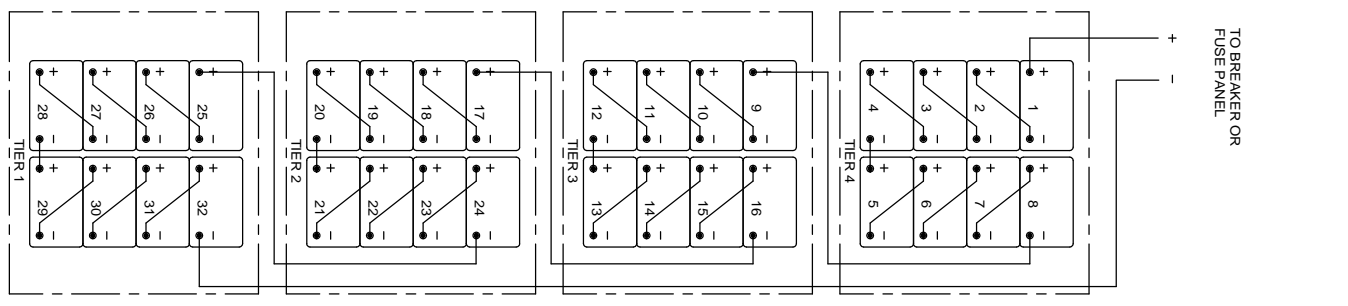 TO BREAKER OR
FUSE PANEL
+ −
TIER 4
+ 1 −
+ 2 −
+ 3 −
+ 4 −
+ 5 −
+ 6 −
+ 7 −
+ 8 −
TIER 3
+ 9 −
+ 10 −
+ 11 −
+ 12 −
+ 13 −
+ 14 −
+ 15 −
+ 16 −
TIER 2
+ 17 −
+ 18 −
+ 19 −
+ 20 −
+ 21 −
+ 22 −
+ 23 −
+ 24 −
TIER 1
+ 25 −
+ 26 −
+ 27 −
+ 28 −
+ 29 −
+ 30 −
+ 31 −
+ 32 −